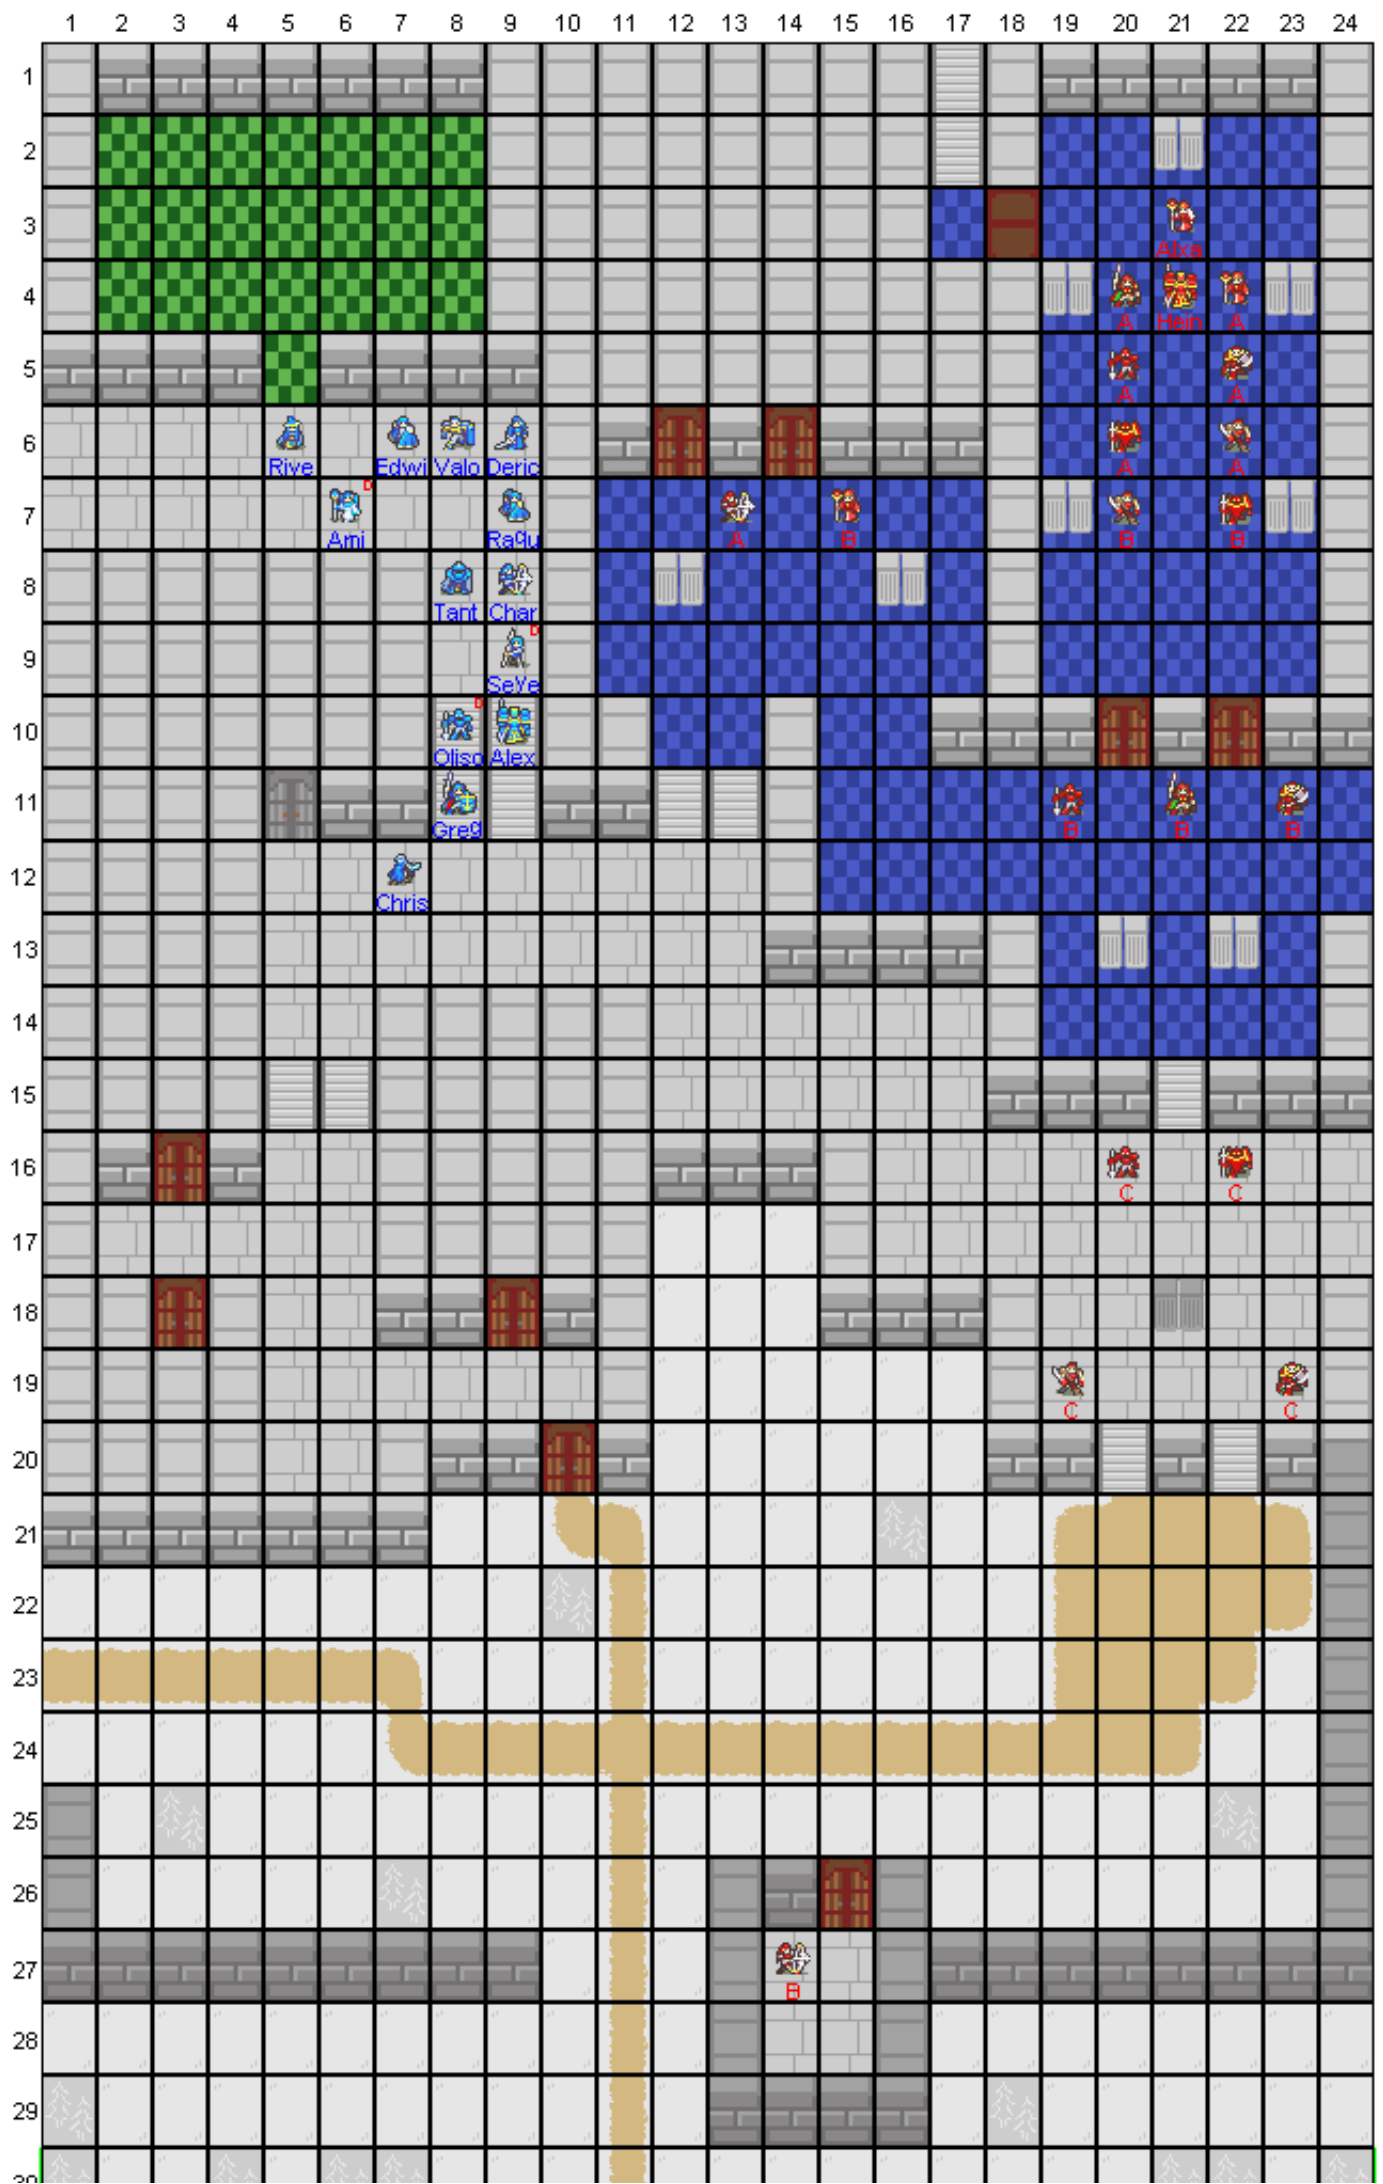 1 2 3 4 5 6 7 8 9 10 11 12 13 14 15 16 17 18 19 20 21 22 23 24
1
2
3 Alxa
4 A Hein A
5 A A
6 Rive Edwi Valo Deric A A
D
7 Ami Ragu A B B B
8 Tant Char
D
9 SeYe
D
10 Oliso Alex
11 Greg B B B
12 Chris
13
14
15
16 C C
17
18
19 C C
20
21
22
23
24
25
26
27 B
28
29
30